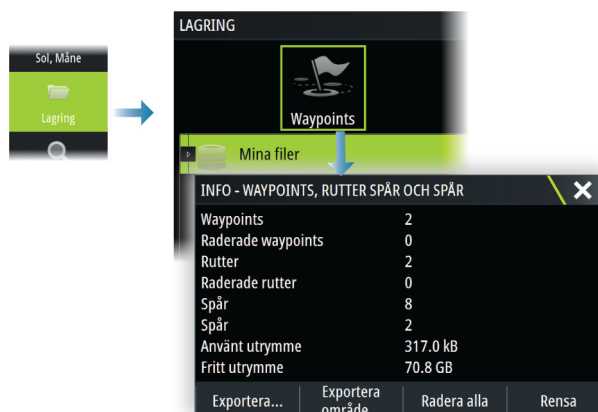 Sol, Måne
Lagring
LAGRING
Waypoints
Mina filer
INFO - WAYPOINTS, RUTTER SPÅR OCH SPÅR
Waypoints 2
Raderade waypoints 0
Rutter 2
Raderade rutter 0
Spår 8
Spår 2
Använt utrymme 317.0 kB
Fritt utrymme 70.8 GB
Exportera...
Exportera
område
Radera alla
Rensa